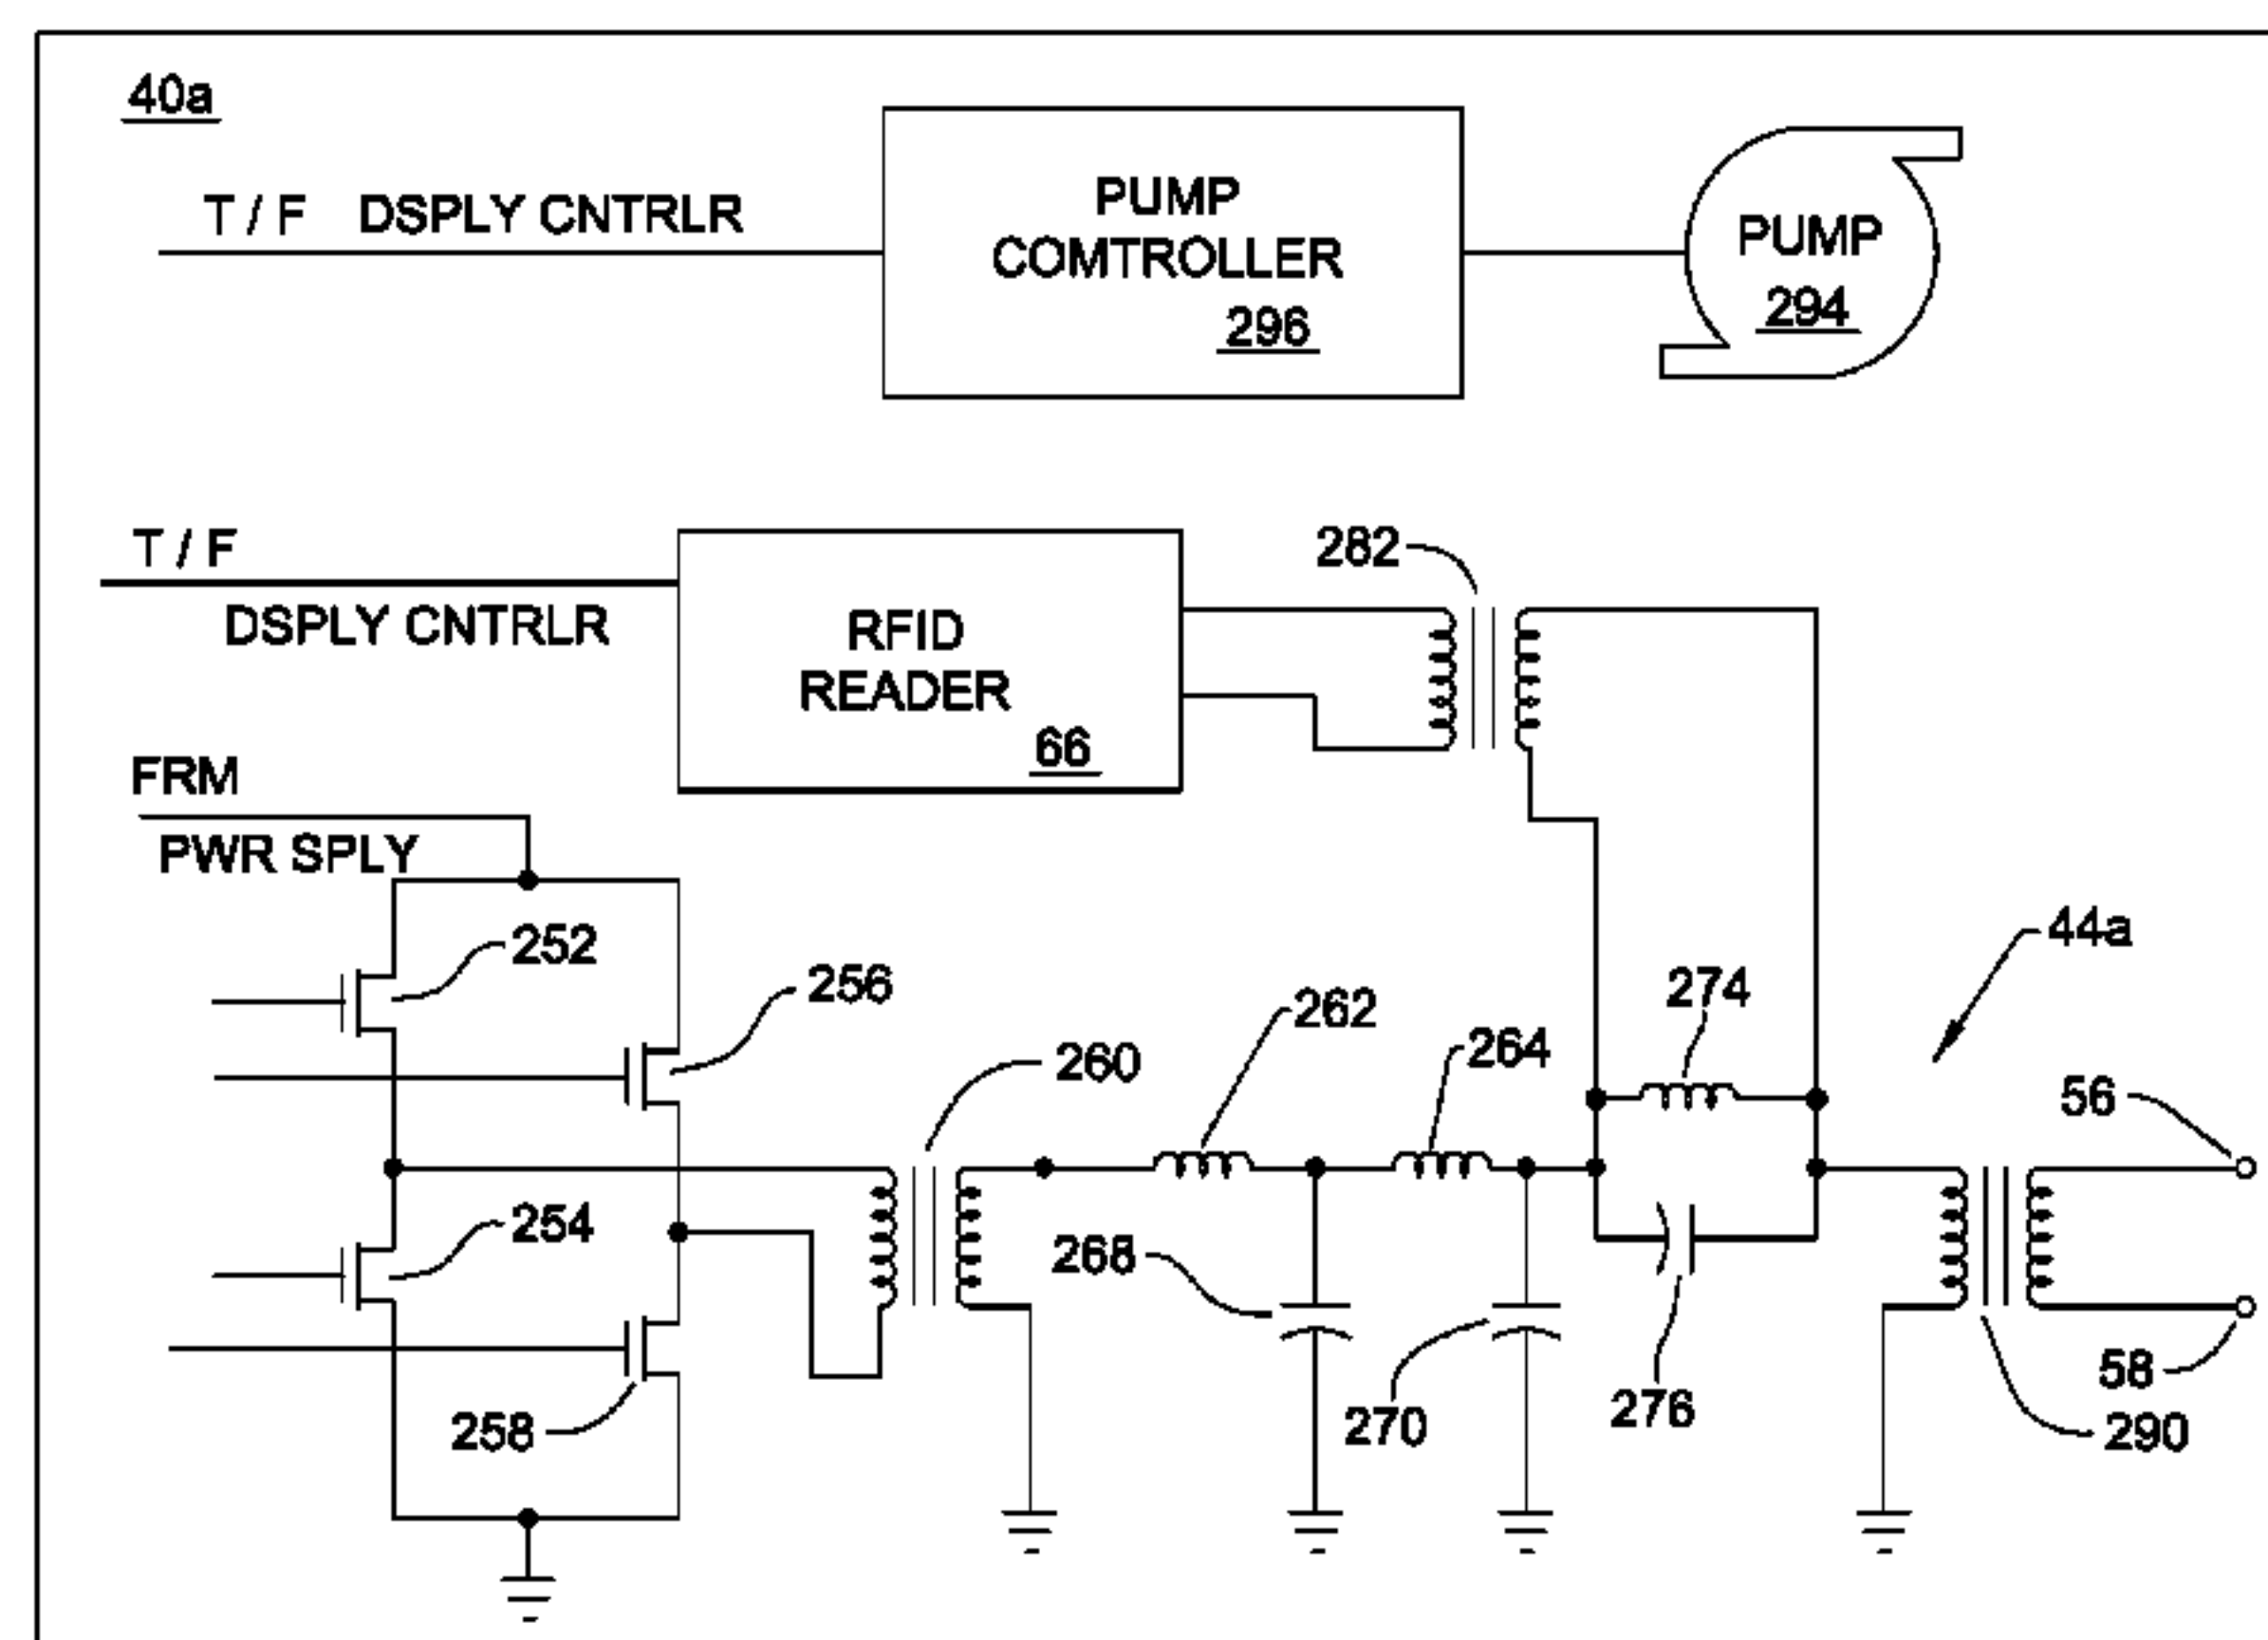 40a
T / F DSPLY CNTRLR
PUMP
COMTROLLER
296
PUMP
294
T / F
DSPLY CNTRLR
RFID
READER
66
282
FRM
PWR SPLY
252
256
254
258
260
262
264
268
270
274
276
44a
56
58
290